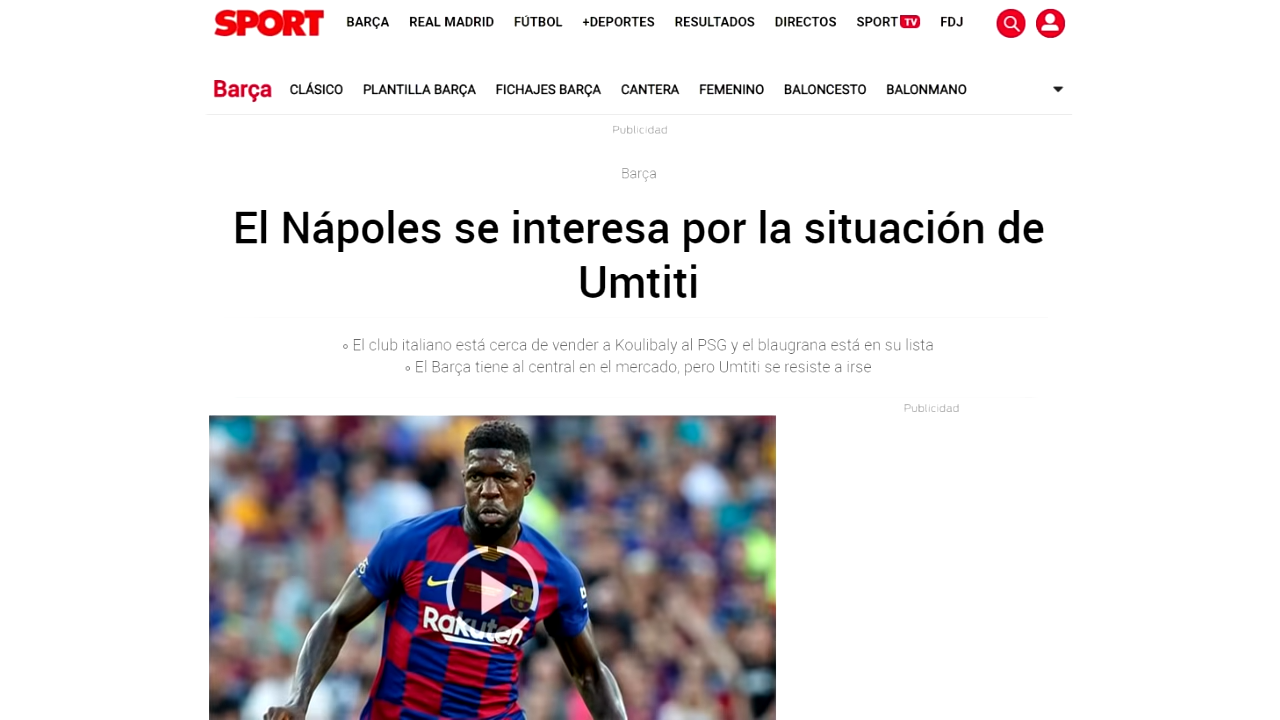 SPORT BARÇA REAL MADRID FÚTBOL +DEPORTES RESULTADOS DIRECTOS SPORT TV FDJ
Barça CLÁSICO PLANTILLA BARÇA FICHAJES BARÇA CANTERA FEMENINO BALONCESTO BALONMANO
Publicidad
Barça
El Nápoles se interesa por la situación de
Umtiti
El club italiano está cerca de vender a Koulibaly al PSG y el blaugrana está en su lista
El Barça tiene al central en el mercado, pero Umtiti se resiste a irse
Publicidad
Rakuten